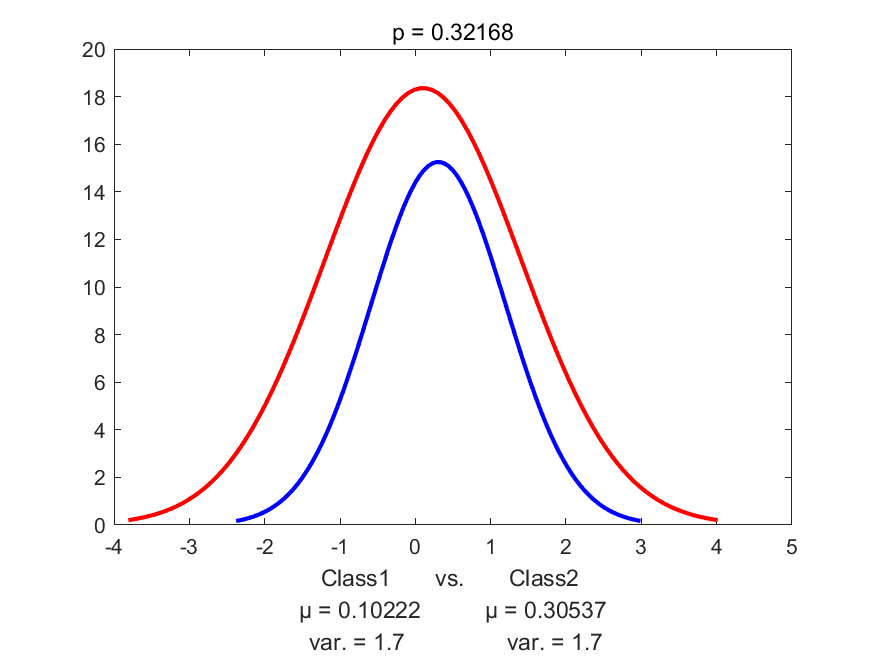 p = 0.32168
20
18
16
14
12
10
8
6
4
2
0
-4 -3 -2 -1 0 1 2 3 4 5
Class1 vs. Class2
μ = 0.10222 μ = 0.30537
var. = 1.7 var. = 1.7